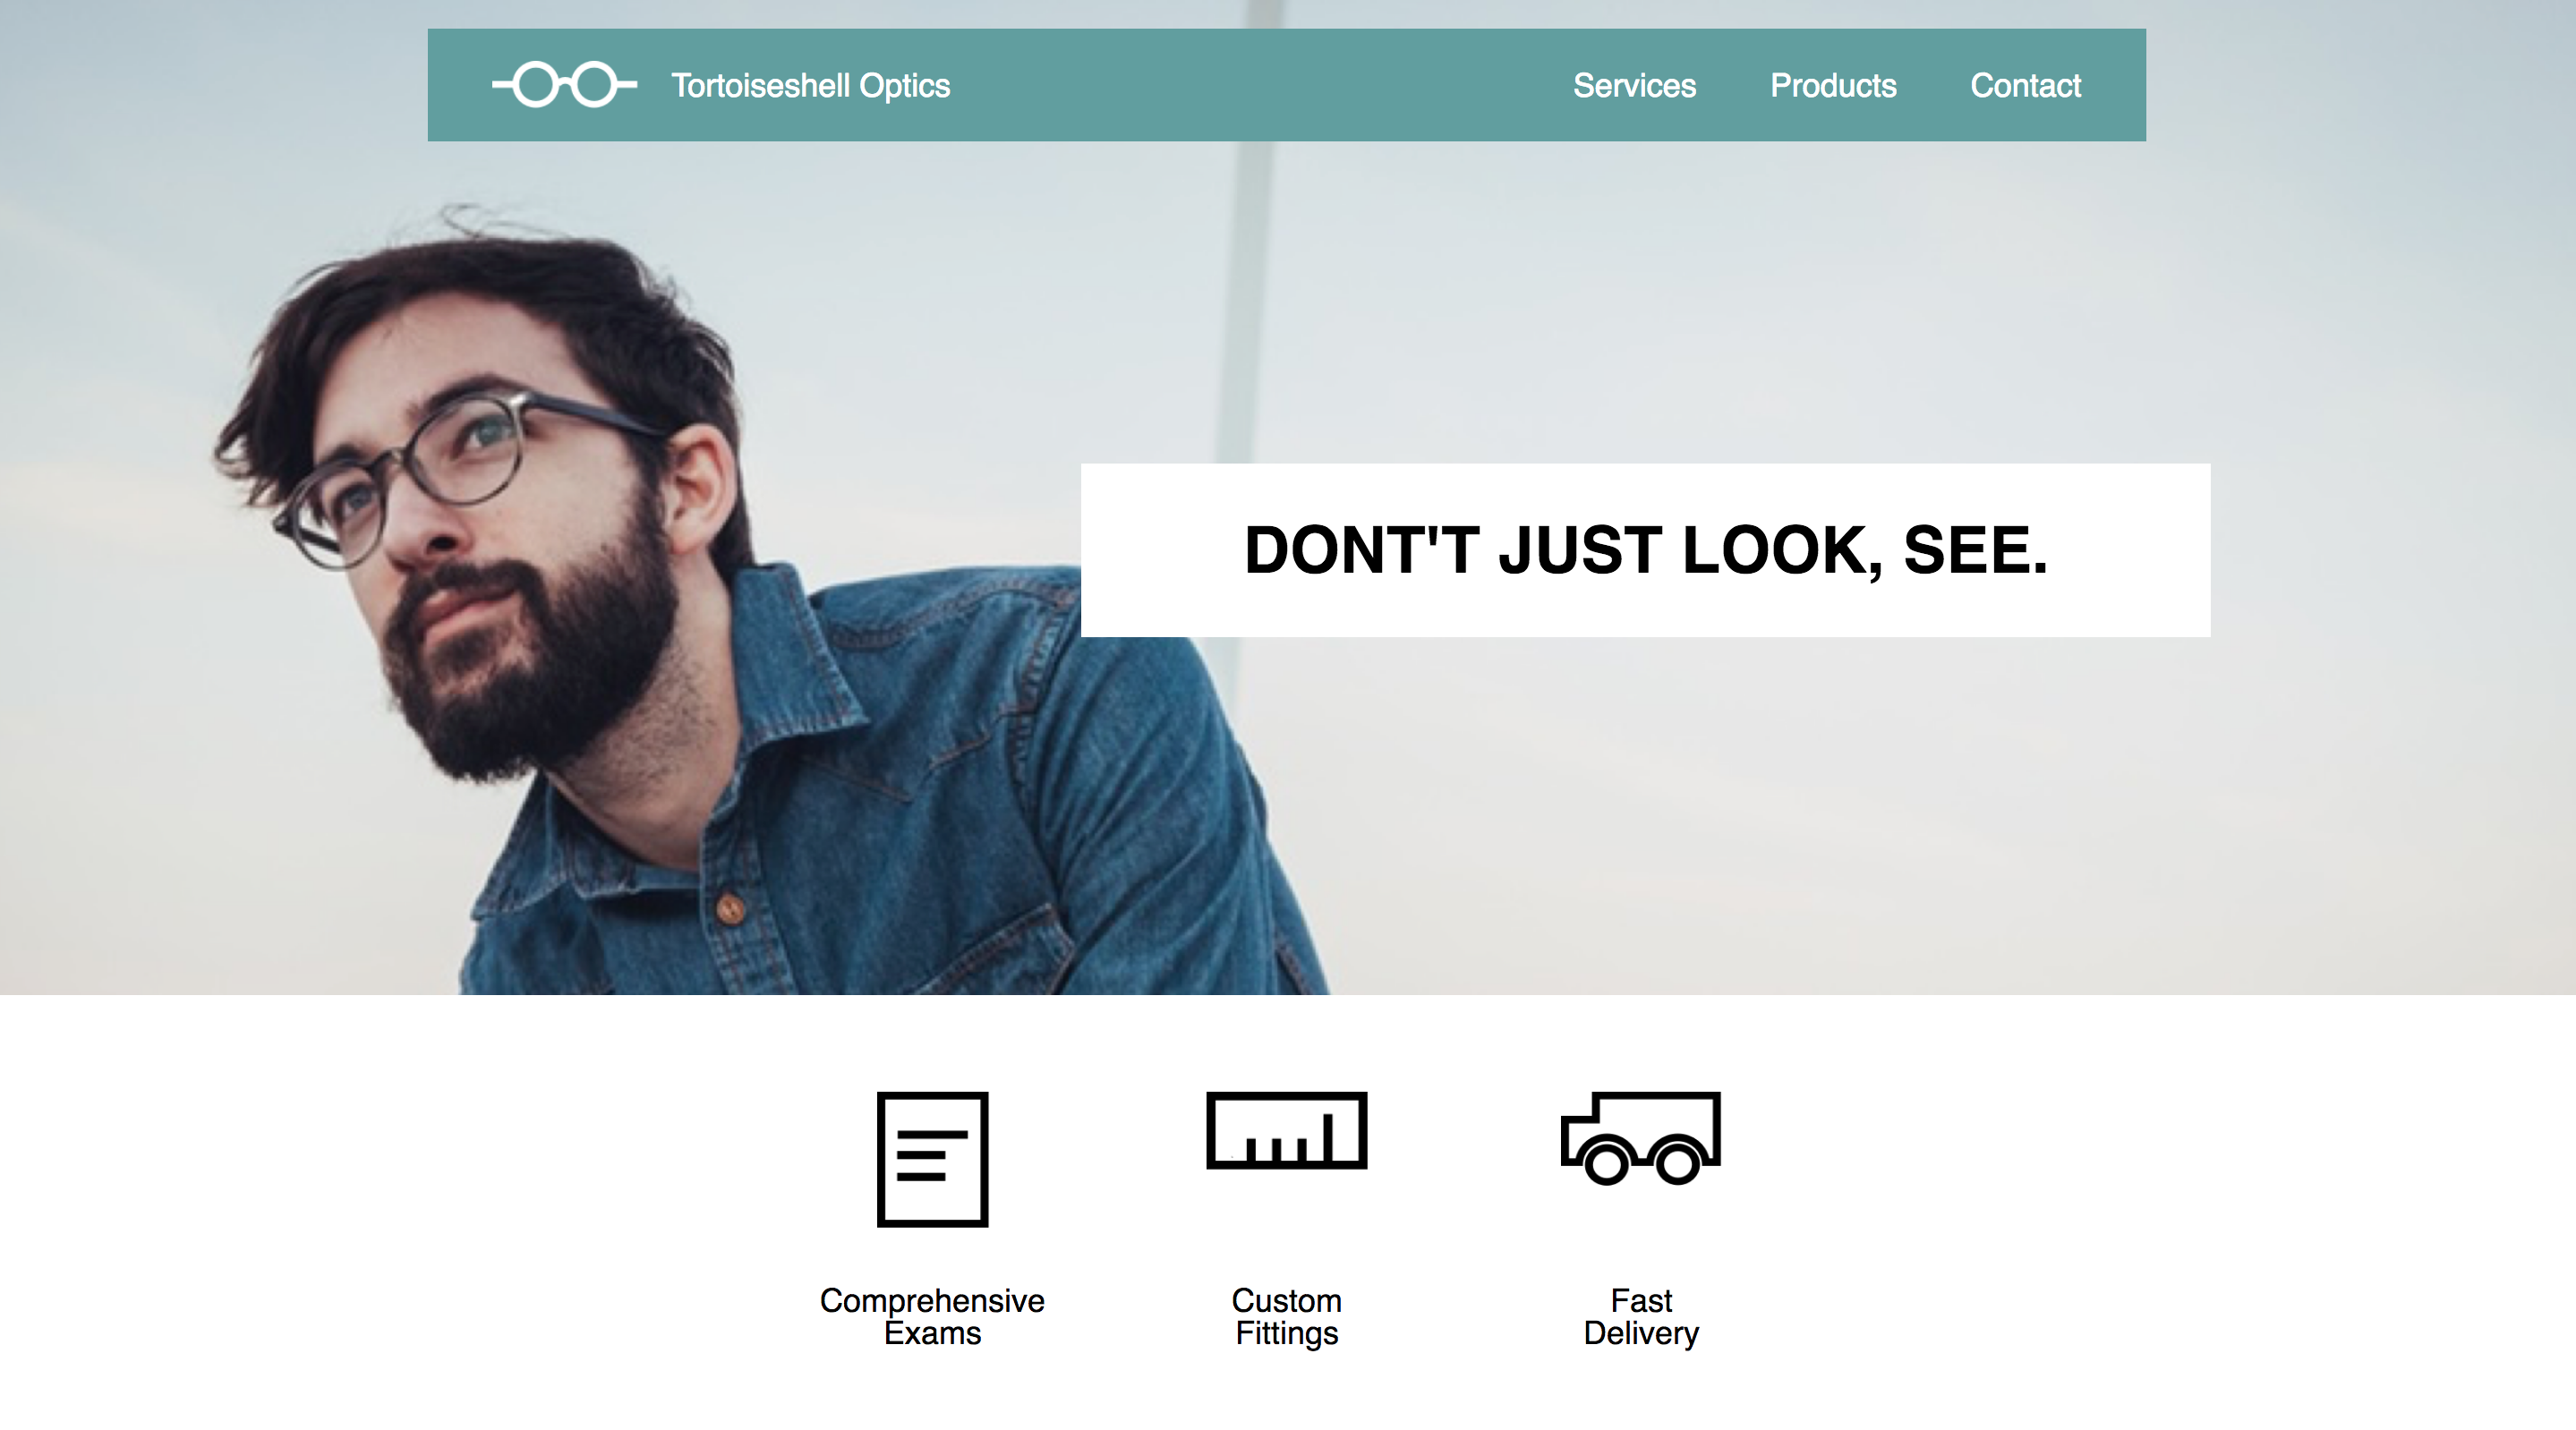 Tortoiseshell Optics
Services
Products
Contact
DONT'T JUST LOOK, SEE.
Comprehensive
Exams
Custom
Fittings
Fast
Delivery